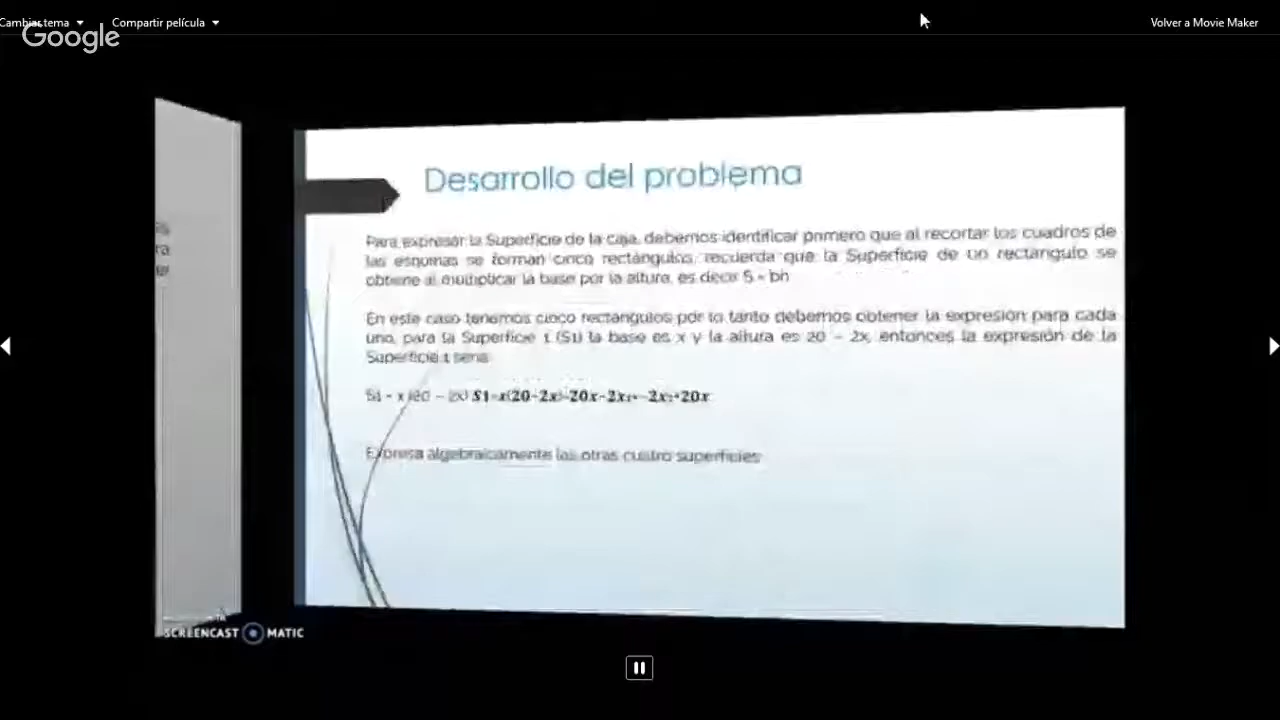 Cambiar tema
Compartir película
Volver a Movie Maker
Google
ra
Desarrollo del problema
Para expresar la Superficie de la caja, debemos identificar primero que al recortar los cuadros de
las esquinas se forman cinco rectángulos, recuerda que la Superficie de un rectángulo se
obtiene al multiplicar la base por la altura, es decir S = bh
En este caso tenemos cinco rectángulos por lo tanto debemos obtener la expresión para cada
uno, para la Superficie 1 (S1) la base es x y la altura es 20 – 2x, entonces la expresión de la
Superficie 1 sería
S1 = x (20 – 2x) S1=x(20−2x)=20x−2x2=−2x2+20x
Expresa algebraicamente las otras cuatro superficies
SCREENCAST MATIC